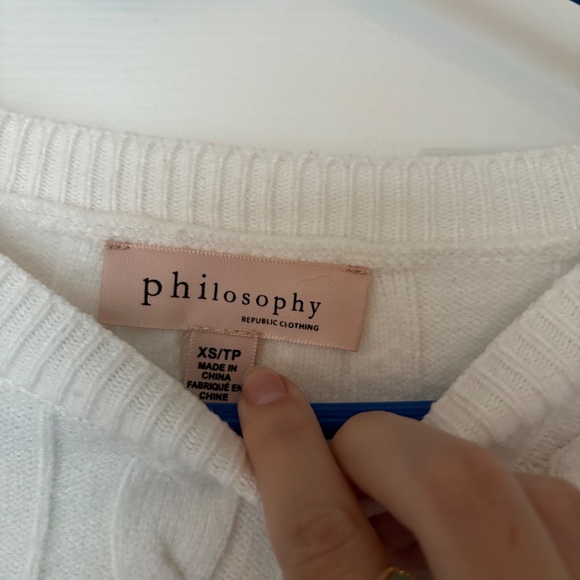 philosophy
REPUBLIC CLOTHING
XS/TP
MADE IN
CHINA
FABRIQUÉ EN
CHINE